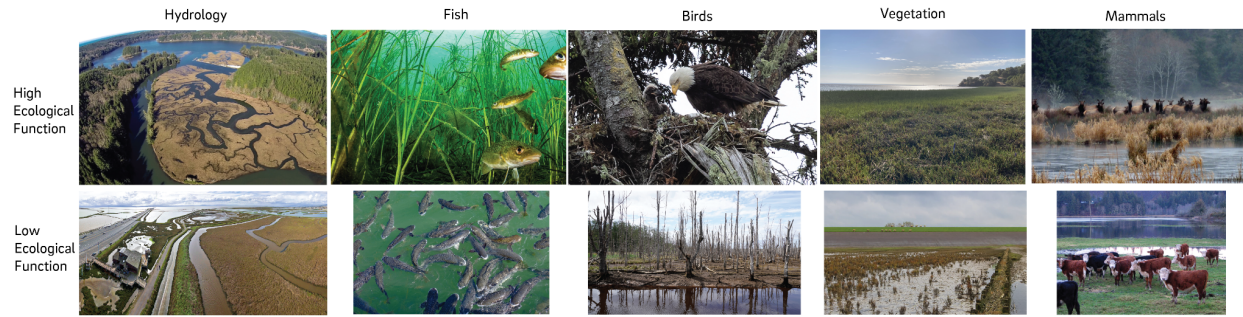 Hydrology
Fish
Birds
Vegetation
Mammals
High
Ecological
Function
Low
Ecological
Function